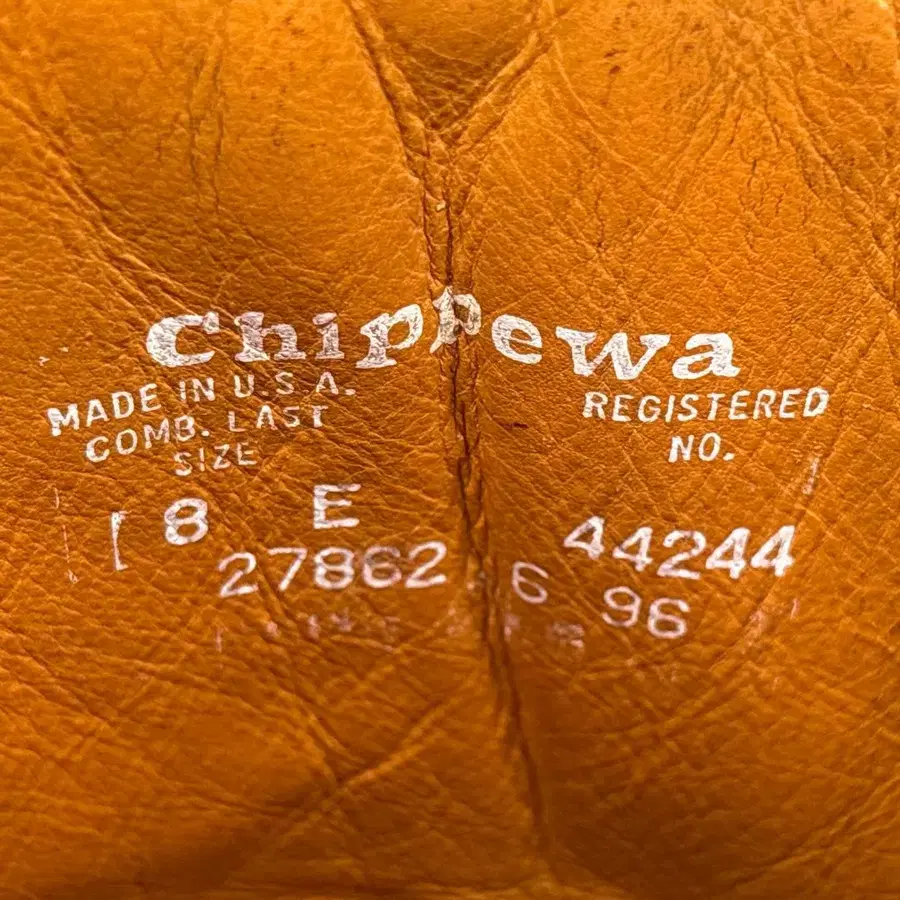 Chippewa
MADE IN U.S.A.
COMB. LAST
SIZE
REGISTERED
NO.
8 E
44244
27862 6 96